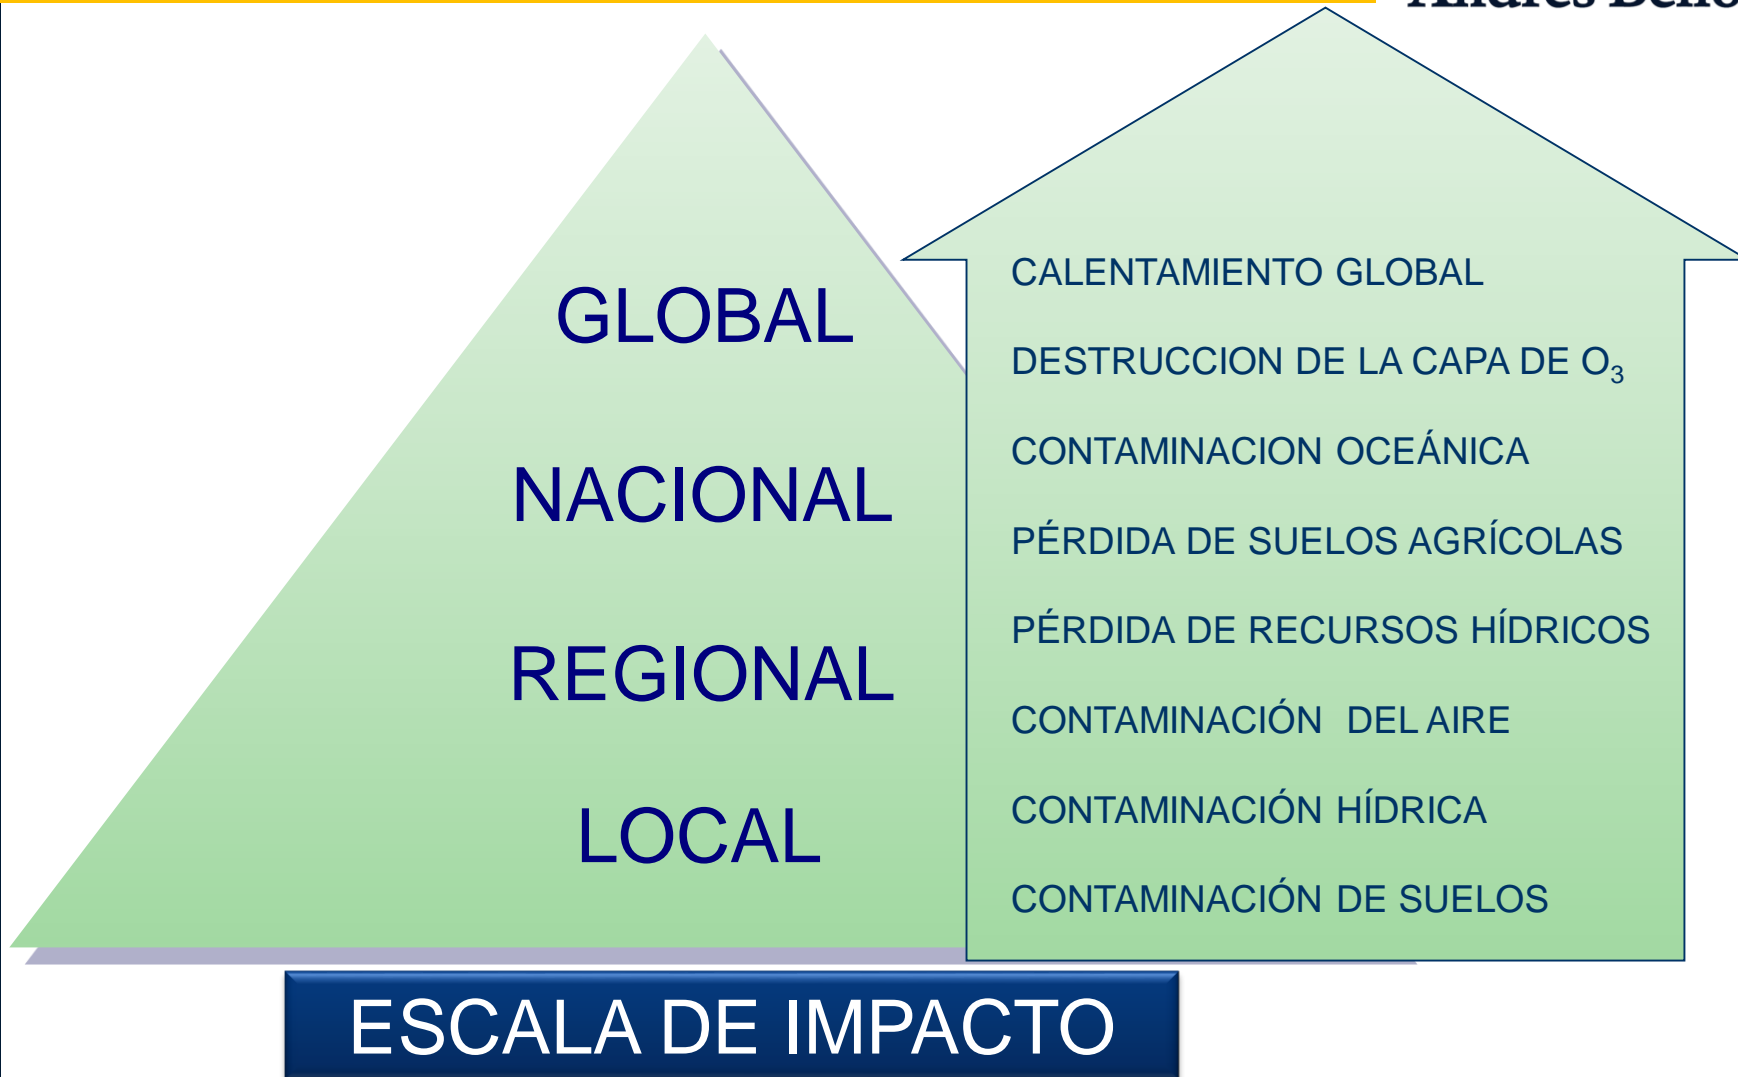 GLOBAL
NACIONAL
REGIONAL
LOCAL
CALENTAMIENTO GLOBAL
DESTRUCCION DE LA CAPA DE O₃
CONTAMINACION OCEÁNICA
PÉRDIDA DE SUELOS AGRÍCOLAS
PÉRDIDA DE RECURSOS HÍDRICOS
CONTAMINACIÓN DEL AIRE
CONTAMINACIÓN HÍDRICA
CONTAMINACIÓN DE SUELOS
ESCALA DE IMPACTO